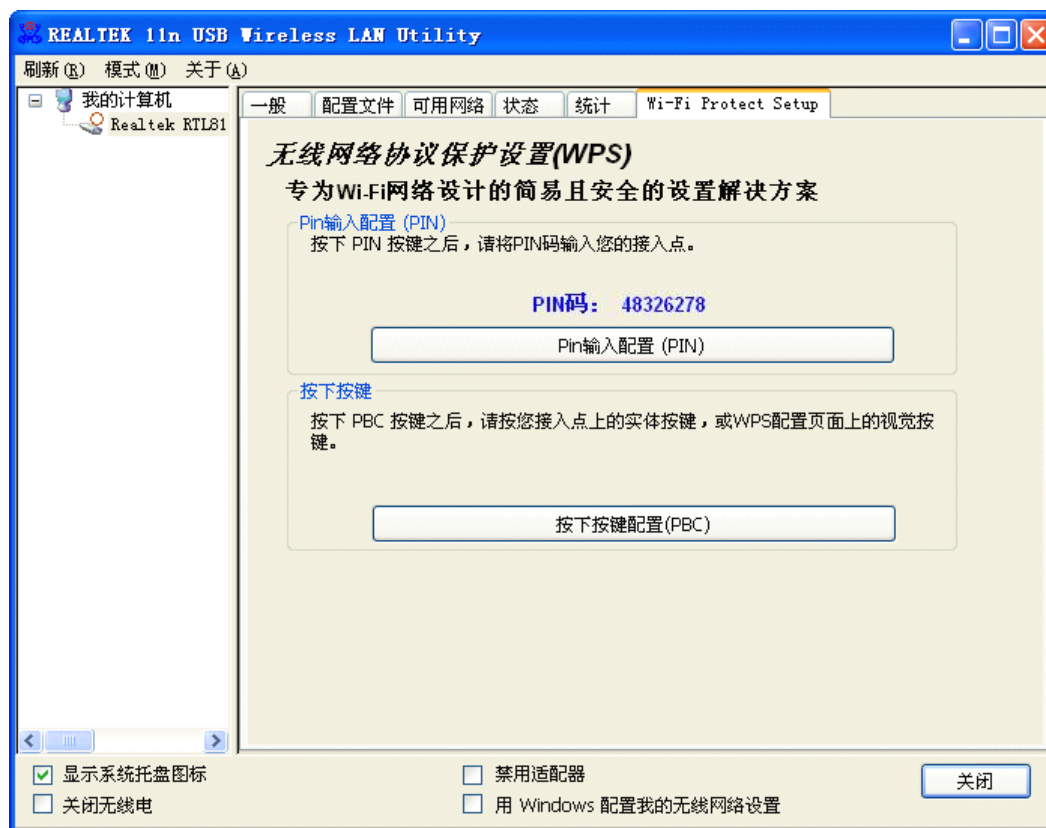 REALTEK 11n USB Wireless LAN Utility
刷新(R) 模式(M) 关于(A)
我的计算机
Realtek RTL81
一般 配置文件 可用网络 状态 统计 Wi-Fi Protect Setup
无线网络协议保护设置(WPS)
专为Wi-Fi网络设计的简易且安全的设置解决方案
Pin输入配置 (PIN)
按下 PIN 按键之后，请将PIN码输入您的接入点。
PIN码： 48326278
Pin输入配置 (PIN)
按下按键
按下 PBC 按键之后，请按您接入点上的实体按键，或WPS配置页面上的视觉按
键。
按下按键配置(PBC)
显示系统托盘图标
关闭无线电
禁用适配器
用 Windows 配置我的无线网络设置
关闭